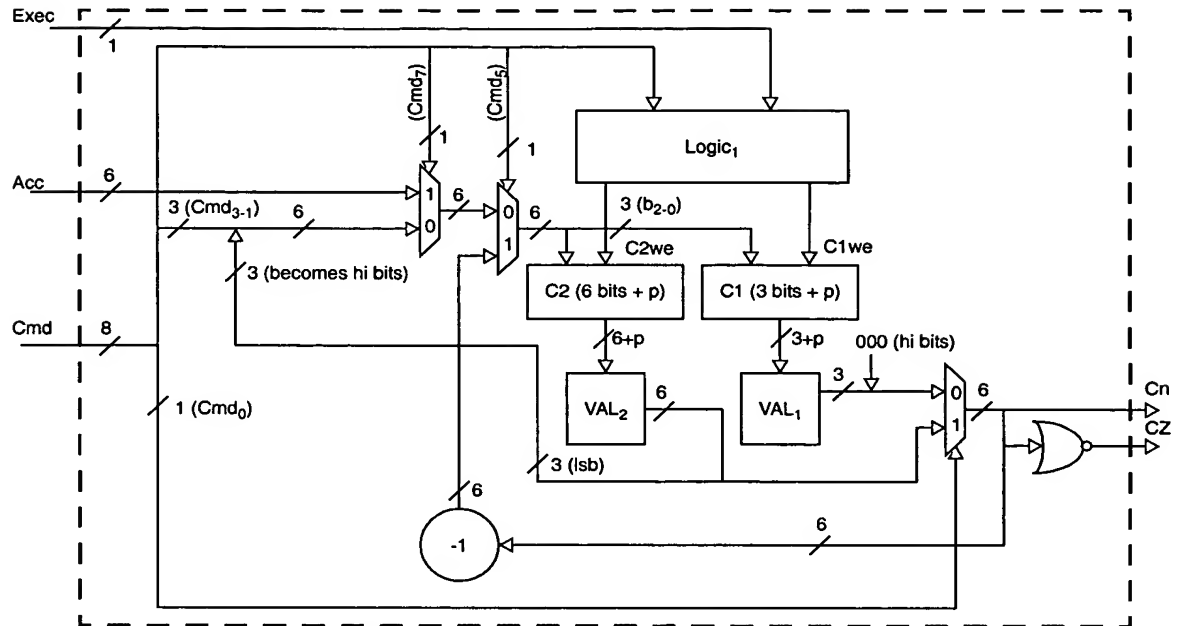 Exec
1
(Cmd₇)
(Cmd₅)
1
1
Logic₁
Acc
6
1
0
6
0
1
6
3 (b₂₋₀)
3 (Cmd₃₋₁)
6
C2we
C1we
3 (becomes hi bits)
C2 (6 bits + p)
C1 (3 bits + p)
Cmd
8
6+p
3+p
000 (hi bits)
VAL₂
6
VAL₁
3
0
1
6
Cn
CZ
1 (Cmd₀)
3 (lsb)
6
-1
6